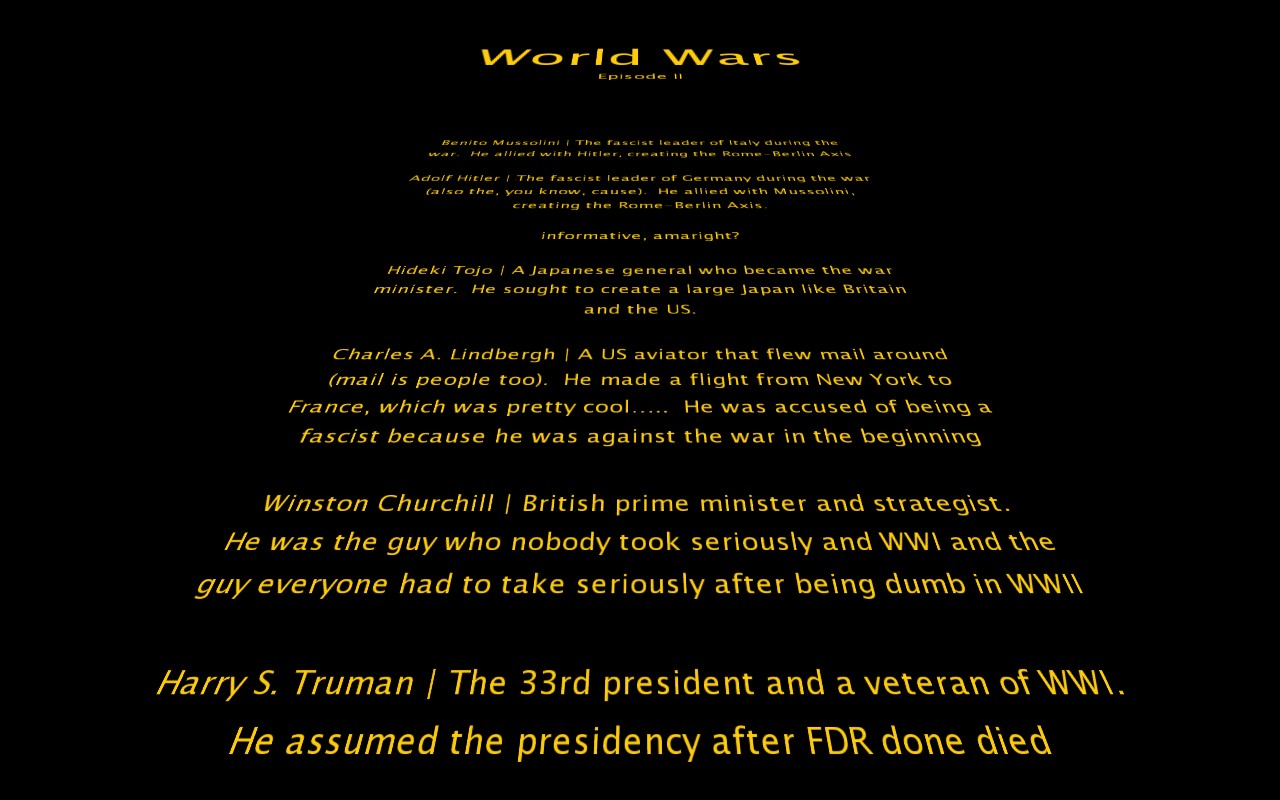 World Wars
Episode II
Benito Mussolini | The fascist leader of Italy during the
war.  He allied with Hitler, creating the Rome-Berlin Axis
Adolf Hitler | The fascist leader of Germany during the war
(also the, you know, cause).  He allied with Mussolini,
creating the Rome-Berlin Axis.
informative, amaright?
Hideki Tojo | A Japanese general who became the war
minister.  He sought to create a large Japan like Britain
and the US.
Charles A. Lindbergh | A US aviator that flew mail around
(mail is people too).  He made a flight from New York to
France, which was pretty cool.....  He was accused of being a
fascist because he was against the war in the beginning
Winston Churchill | British prime minister and strategist.
He was the guy who nobody took seriously and WWI and the
guy everyone had to take seriously after being dumb in WWII
Harry S. Truman | The 33rd president and a veteran of WWI.
He assumed the presidency after FDR done died